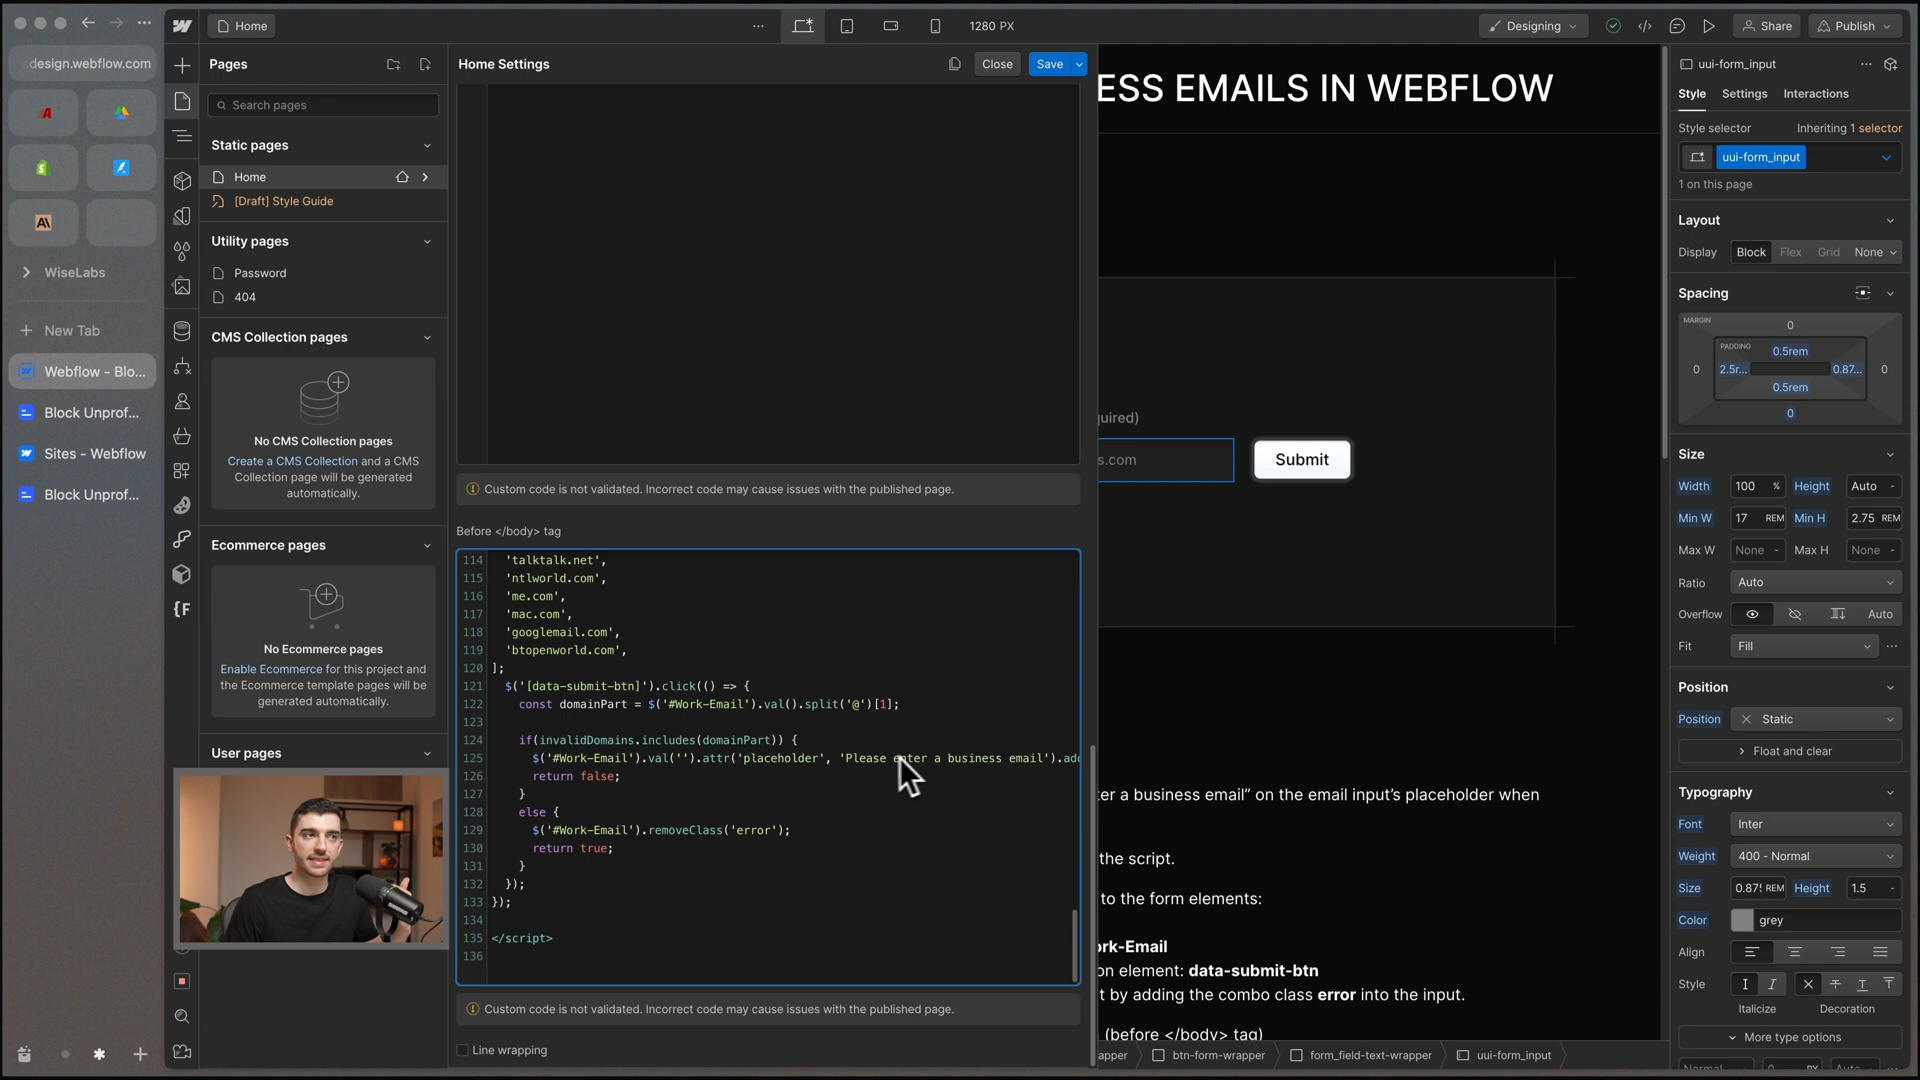 Home
1280 PX
Designing
Share
Publish
design.webflow.com
WiseLabs
New Tab
Webflow - Blo...
Block Unprof...
Sites - Webflow
Block Unprof...
Pages
Search pages
Static pages
Home
[Draft] Style Guide
Utility pages
Password
404
CMS Collection pages
No CMS Collection pages
Create a CMS Collection and a CMS
Collection page will be generated
automatically.
Ecommerce pages
No Ecommerce pages
Enable Ecommerce for this project and
the Ecommerce template pages will be
generated automatically.
User pages
Home Settings
Close
Save
Custom code is not validated. Incorrect code may cause issues with the published page.
Before </body> tag
114 'talktalk.net',
115 'ntlworld.com',
116 'me.com',
117 'mac.com',
118 'googlemail.com',
119 'btopenworld.com',
120 ];
121 $('[data-submit-btn]').click(() => {
122 const domainPart = $('#Work-Email').val().split('@')[1];
123
124 if(invalidDomains.includes(domainPart)) {
125 $('#Work-Email').val('').attr('placeholder', 'Please enter a business email').add
126 return false;
127 }
128 else {
129 $('#Work-Email').removeClass('error');
130 return true;
131 }
132 });
133 });
134
135 </script>
136
Custom code is not validated. Incorrect code may cause issues with the published page.
Line wrapping
ESS EMAILS IN WEBFLOW
quired)
s.com
Submit
ter a business email” on the email input’s placeholder when
the script.
to the form elements:
ork-Email
on element: data-submit-btn
t by adding the combo class error into the input.
(before </body> tag)
apper
btn-form-wrapper
form_field-text-wrapper
uui-form_input
uui-form_input
Style
Settings
Interactions
Style selector
Inheriting 1 selector
uui-form_input
1 on this page
Layout
Display
Block
Flex
Grid
None
Spacing
MARGIN
0
PADDING
0.5rem
0
2.5r...
0.87...
0
0.5rem
0
Size
Width
100 %
Height
Auto -
Min W
17 REM
Min H
2.75 REM
Max W
None -
Max H
None -
Ratio
Auto
Overflow
Auto
Fit
Fill
Position
Position
Static
Float and clear
Typography
Font
Inter
Weight
400 - Normal
Size
0.87 REM
Height
1.5 -
Color
grey
Align
Style
Italicize
Decoration
More type options